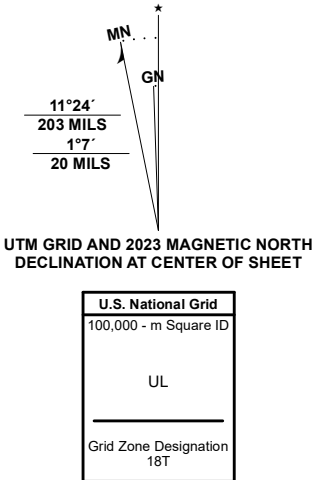 ★
MN
GN
11°24´
203 MILS
1°7´
20 MILS
UTM GRID AND 2023 MAGNETIC NORTH
DECLINATION AT CENTER OF SHEET
U.S. National Grid
100,000 - m Square ID
UL
Grid Zone Designation
18T